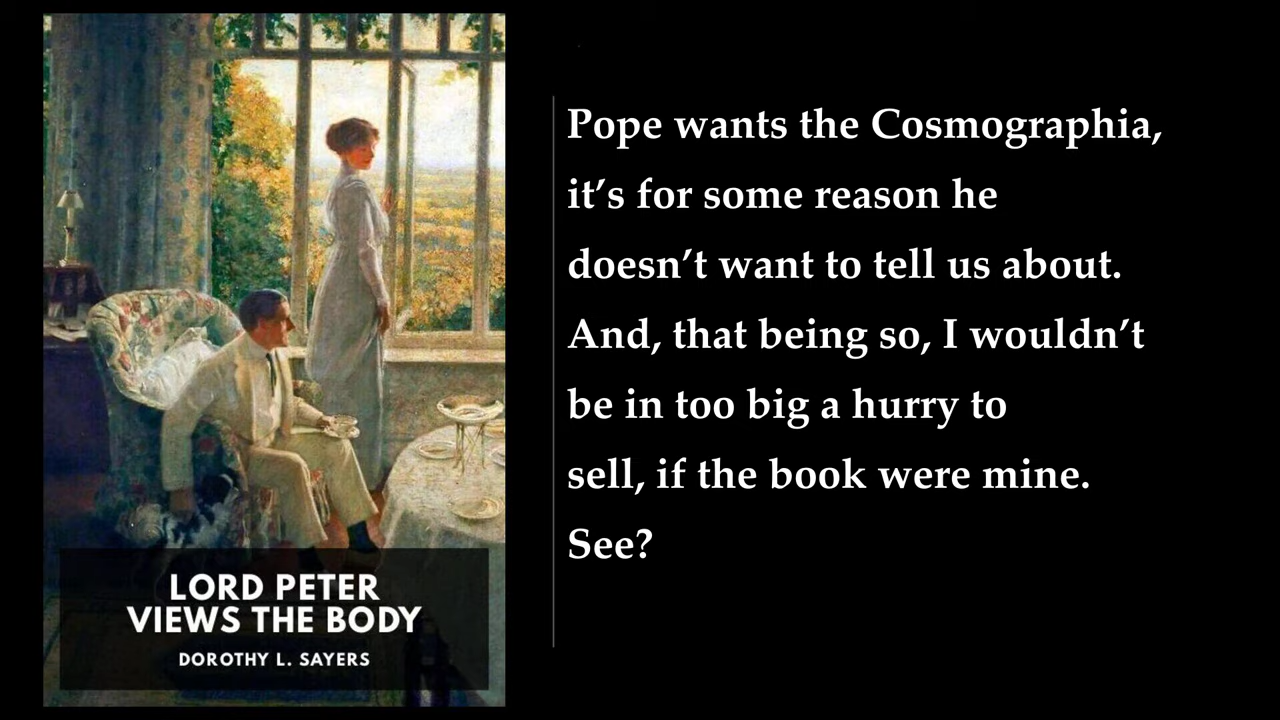 LORD PETER
VIEWS THE BODY
DOROTHY L. SAYERS
Pope wants the Cosmographia,
it’s for some reason he
doesn’t want to tell us about.
And, that being so, I wouldn’t
be in too big a hurry to
sell, if the book were mine.
See?